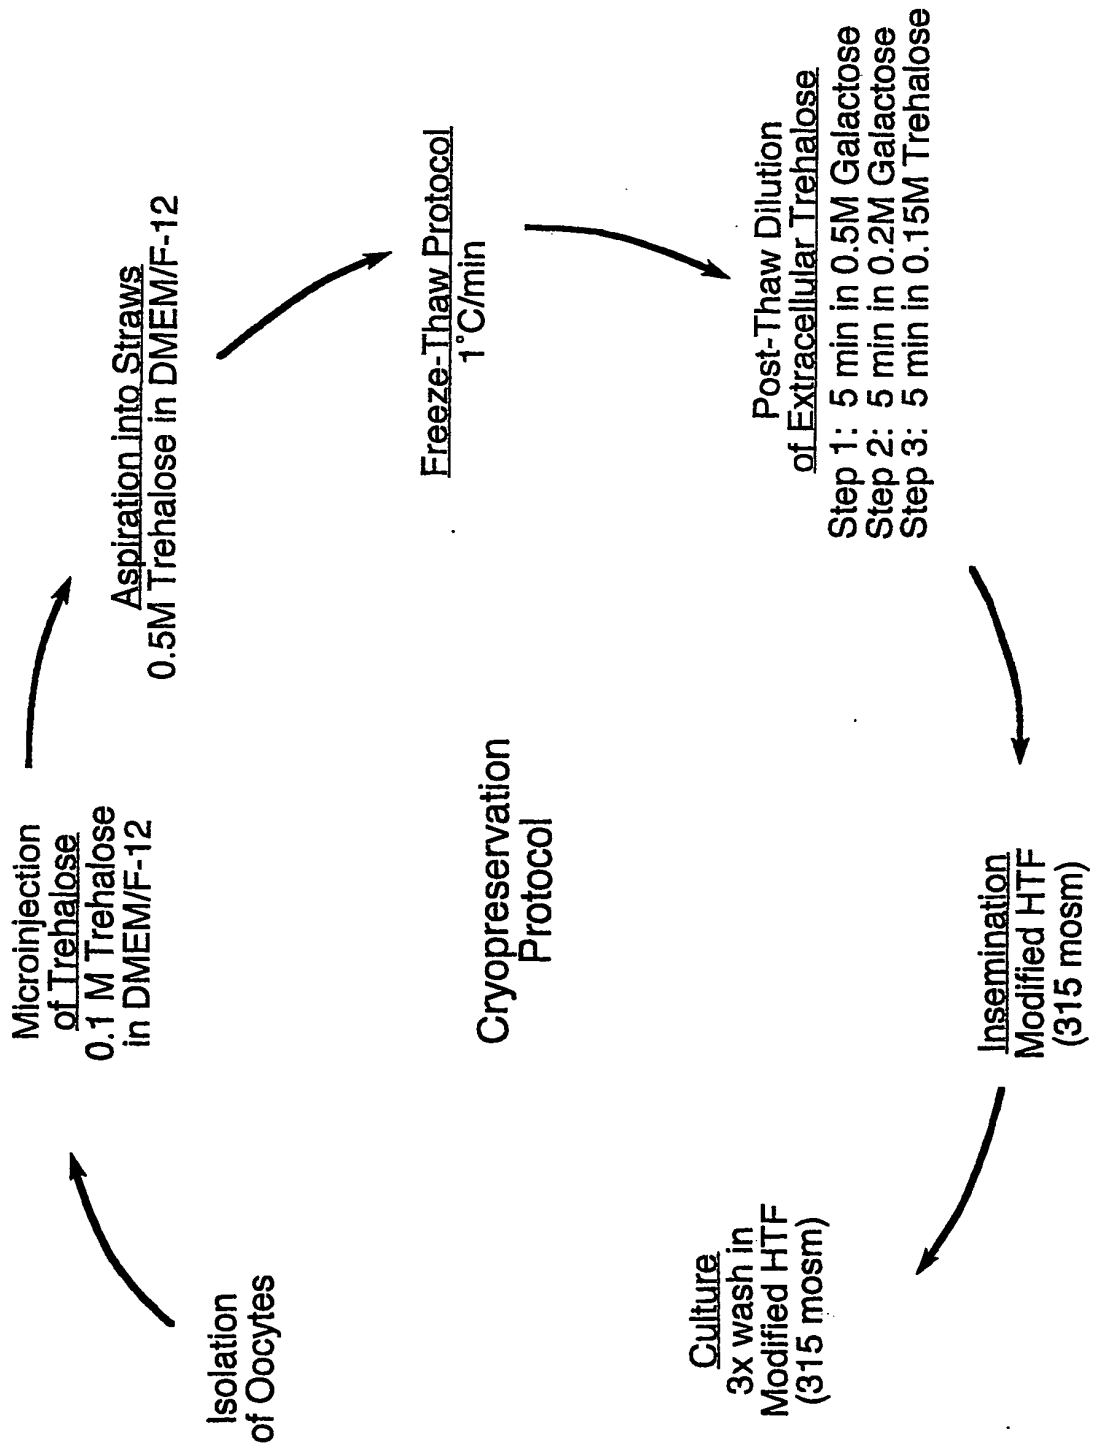 Isolation
of Oocytes
Microinjection
of Trehalose
0.1 M Trehalose
in DMEM/F-12
Aspiration into Straws
0.5M Trehalose in DMEM/F-12
Freeze-Thaw Protocol
1°C/min
Post-Thaw Dilution
of Extracellular Trehalose
Step 1: 5 min in 0.5M Galactose
Step 2: 5 min in 0.2M Galactose
Step 3: 5 min in 0.15M Trehalose
Insemination
Modified HTF
(315 mosm)
Culture
3x wash in
Modified HTF
(315 mosm)
Cryopreservation
Protocol